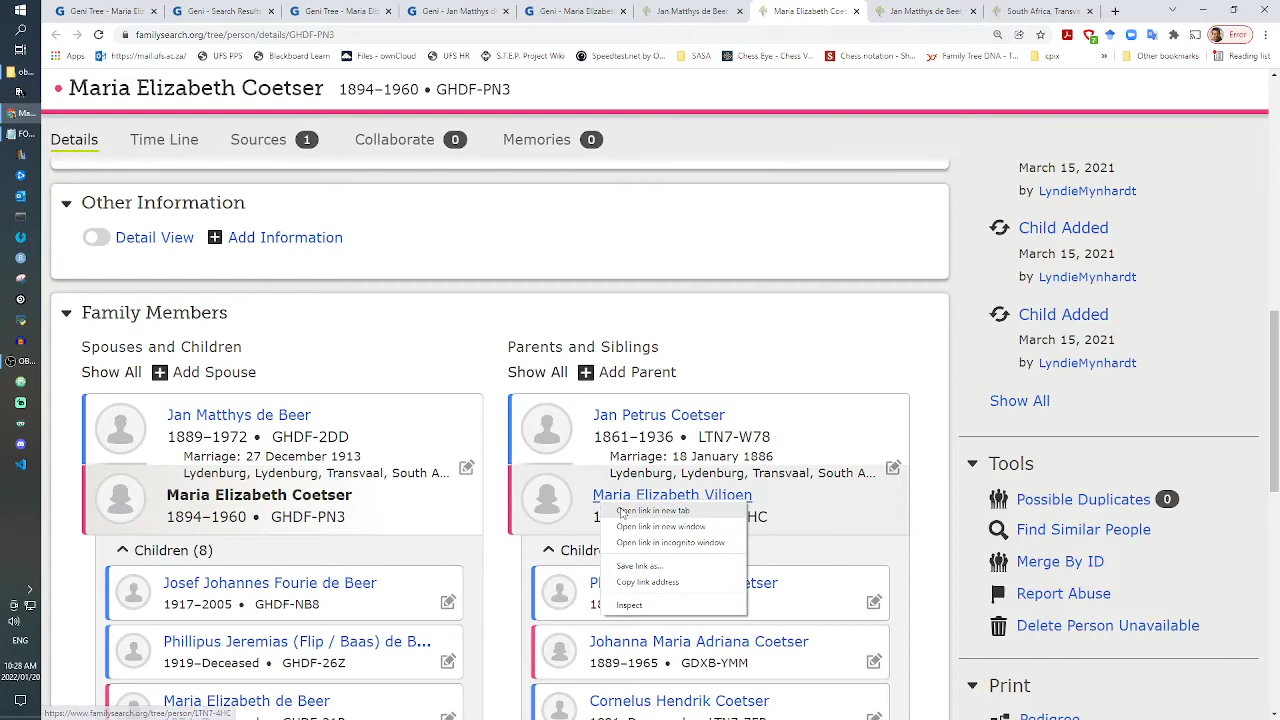 Geni Tree - Maria Eliz
Geni - Search Results
Geni Tree - Maria Eli
Geni - Jan Matthys d
Geni - Maria Elizabet
Jan Matthys de Beer
Maria Elizabeth Coet
Jan Matthys de Beer
South Africa, Transva
familysearch.org/tree/person/details/GHDF-PN3
Error
Apps
https://mail.ufs.ac.za/
UFS PPS
Blackboard Learn
Files - ownCloud
UFS HR
S.T.E.P. Project Wiki
Speedtest.net by O...
SASA
Chess Eye - Chess V...
Chess notation - Sh...
Family Tree DNA - T...
cpix
»
Other bookmarks
Reading list
Maria Elizabeth Coetser 1894–1960 • GHDF-PN3
Details
Time Line
Sources 1
Collaborate 0
Memories 0
March 15, 2021
by LyndieMynhardt
Other Information
Detail View
Add Information
Child Added
March 15, 2021
by LyndieMynhardt
Child Added
March 15, 2021
by LyndieMynhardt
Show All
Family Members
Spouses and Children
Show All
Add Spouse
Jan Matthys de Beer
1889–1972 • GHDF-2DD
Marriage: 27 December 1913
Lydenburg, Lydenburg, Transvaal, South A...
Maria Elizabeth Coetser
1894–1960 • GHDF-PN3
Children (8)
Josef Johannes Fourie de Beer
1917–2005 • GHDF-NB8
Phillipus Jeremias (Flip / Baas) de B...
1919–Deceased • GHDF-26Z
Maria Elizabeth de Beer
Parents and Siblings
Show All
Add Parent
Jan Petrus Coetser
1861–1936 • LTN7-W78
Marriage: 18 January 1886
Lydenburg, Lydenburg, Transvaal, South A...
Maria Elizabeth Viljoen
HC
Open link in new tab
Open link in new window
Open link in incognito window
Save link as...
Copy link address
Inspect
Johanna Maria Adriana Coetser
1889–1965 • GDXB-YMM
Cornelus Hendrik Coetser
Tools
Possible Duplicates 0
Find Similar People
Merge By ID
Report Abuse
Delete Person Unavailable
Print
Pedigree
https://www.familysearch.org/tree/person/LTN7-4HC
ENG
10:26 AM
2022/01/20